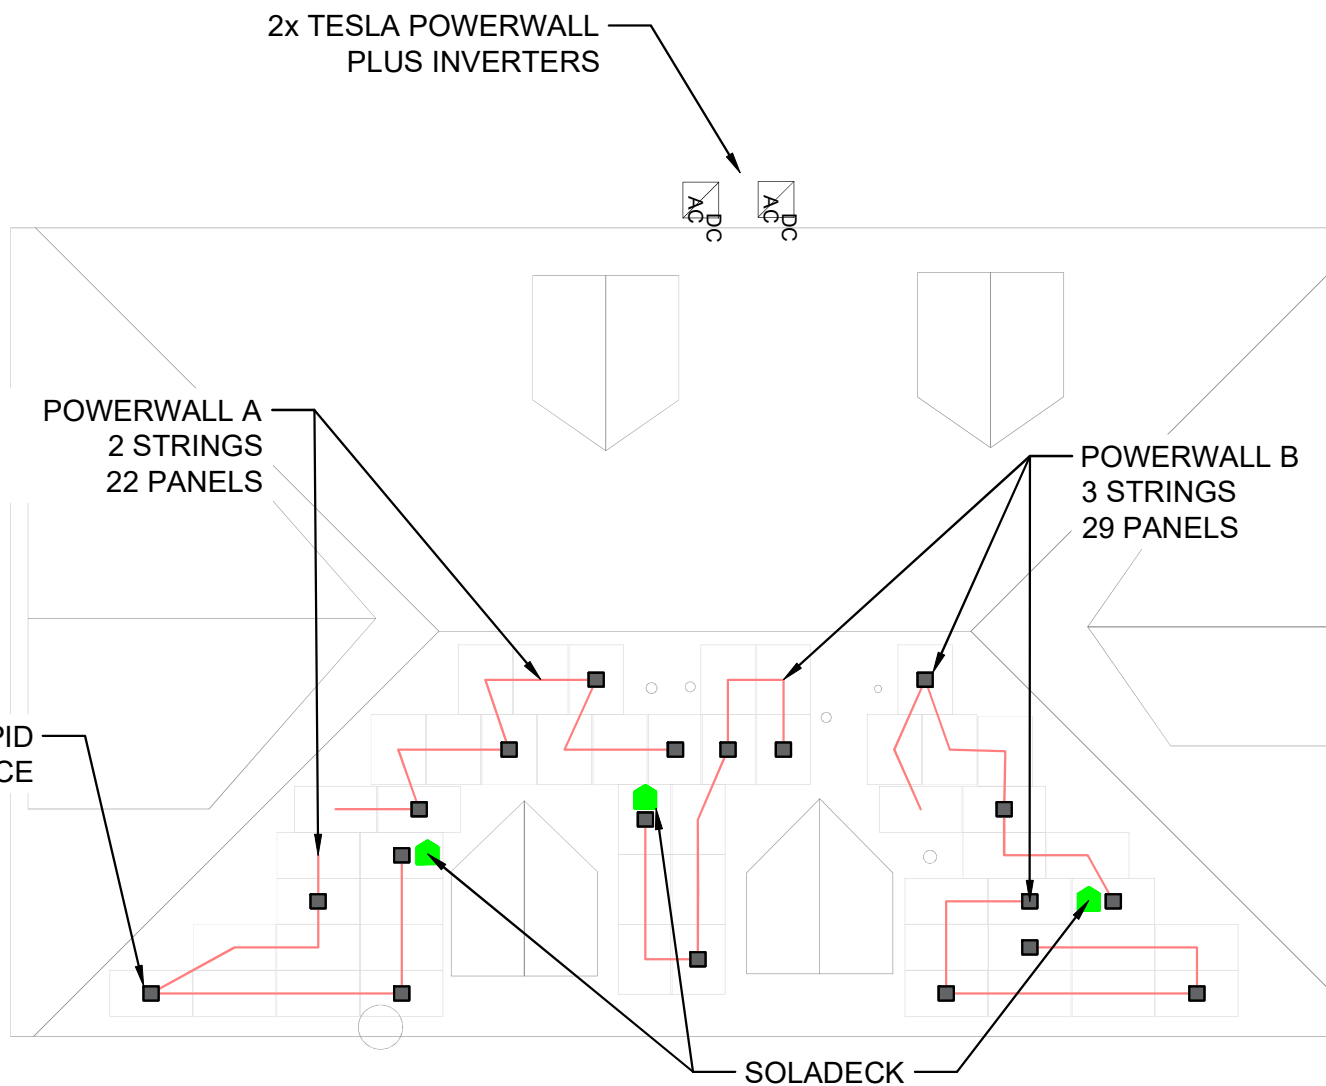 2x TESLA POWERWALL
PLUS INVERTERS
AC
DC
AC
DC
POWERWALL A
2 STRINGS
22 PANELS
POWERWALL B
3 STRINGS
29 PANELS
PID
CE
SOLADECK